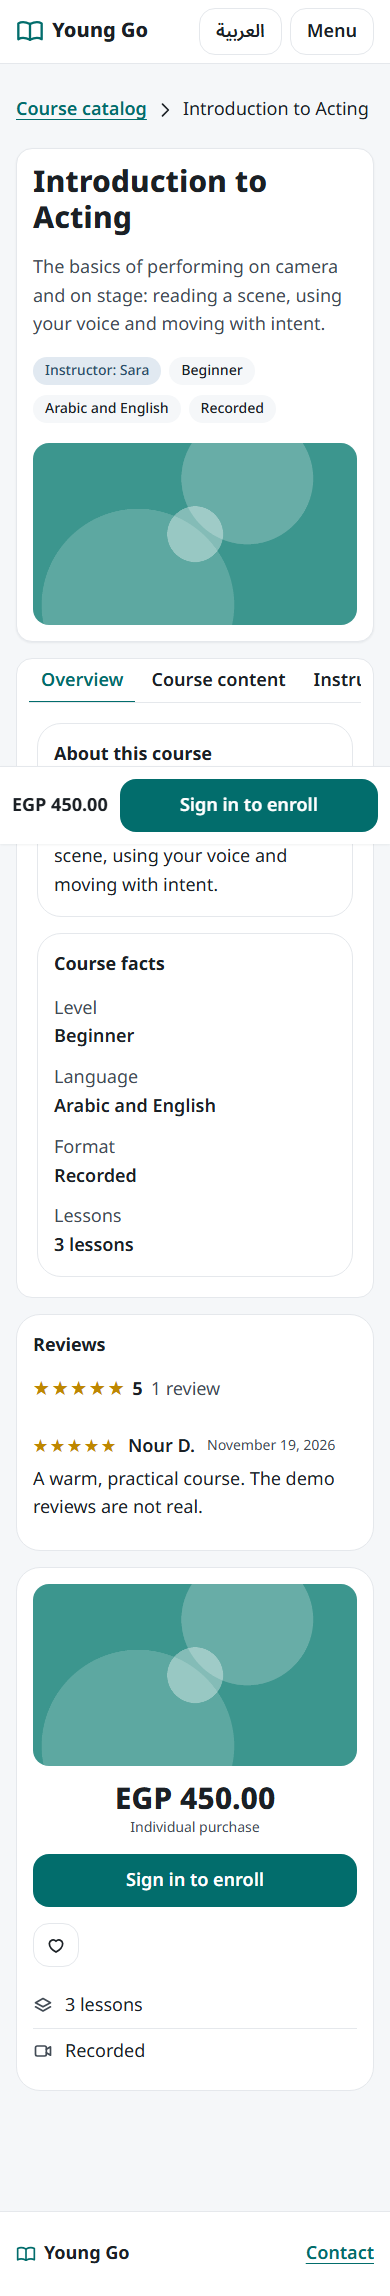 Young Go
العربية
Menu
Course catalog
Introduction to Acting
Introduction to
Acting
The basics of performing on camera
and on stage: reading a scene, using
your voice and moving with intent.
Instructor: Sara
Beginner
Arabic and English
Recorded
Overview
Course content
About this course
EGP 450.00
Sign in to enroll
scene, using your voice and
moving with intent.
Course facts
Level
Beginner
Language
Arabic and English
Format
Recorded
Lessons
3 lessons
Reviews
★★★★★ 5 1 review
★★★★★ Nour D. November 19, 2026
A warm, practical course. The demo
reviews are not real.
EGP 450.00
Individual purchase
Sign in to enroll
3 lessons
Recorded
Young Go
Contact